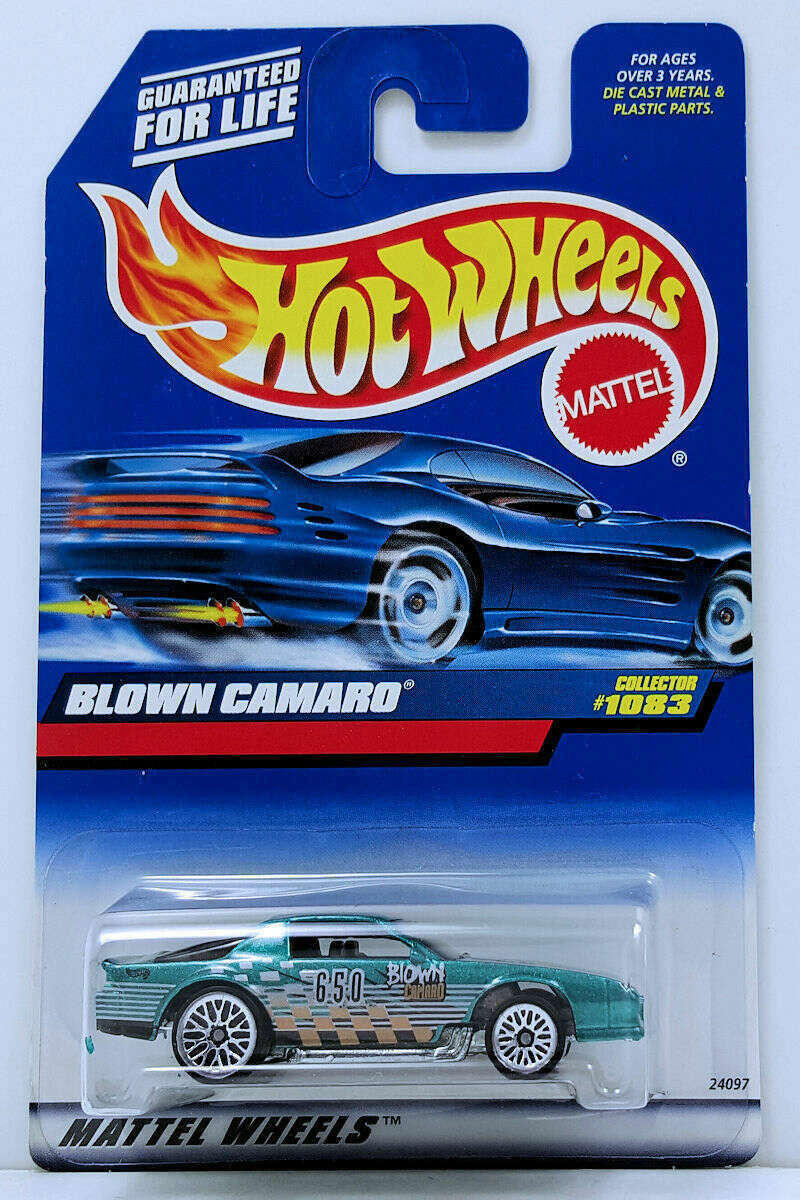 GUARANTEED
FOR LIFE
FOR AGES
OVER 3 YEARS.
DIE CAST METAL &
PLASTIC PARTS.
HOT WHEELS
MATTEL
®
BLOWN CAMARO®
COLLECTOR
#1083
650
BLOWN
CAMARO
24097
MATTEL WHEELS™